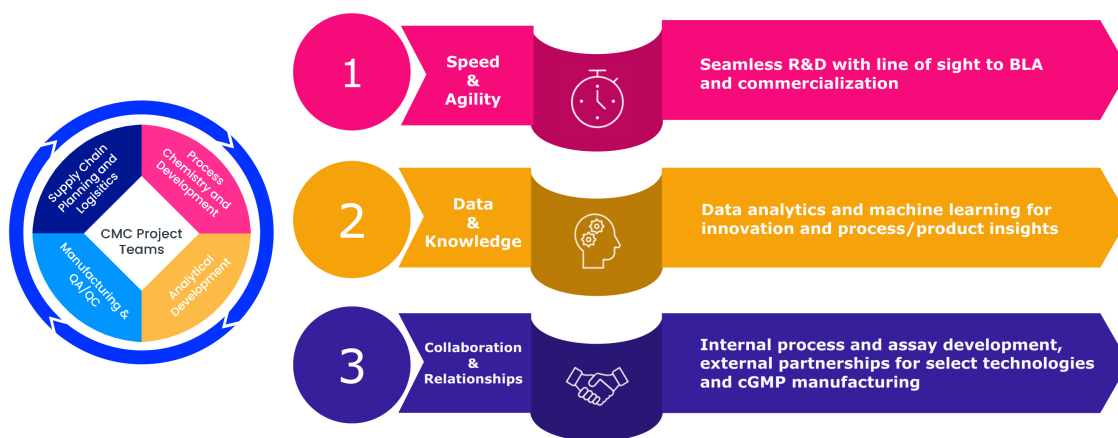 Supply Chain
Planning and
Logisitics
Process
Chemistry and
Development
CMC Project
Teams
Manufacturing &
QA/QC
Analytical
Development
1
Speed
&
Agility
Seamless R&D with line of sight to BLA
and commercialization
2
Data
&
Knowledge
Data analytics and machine learning for
innovation and process/product insights
3
Collaboration
&
Relationships
Internal process and assay development,
external partnerships for select technologies
and cGMP manufacturing